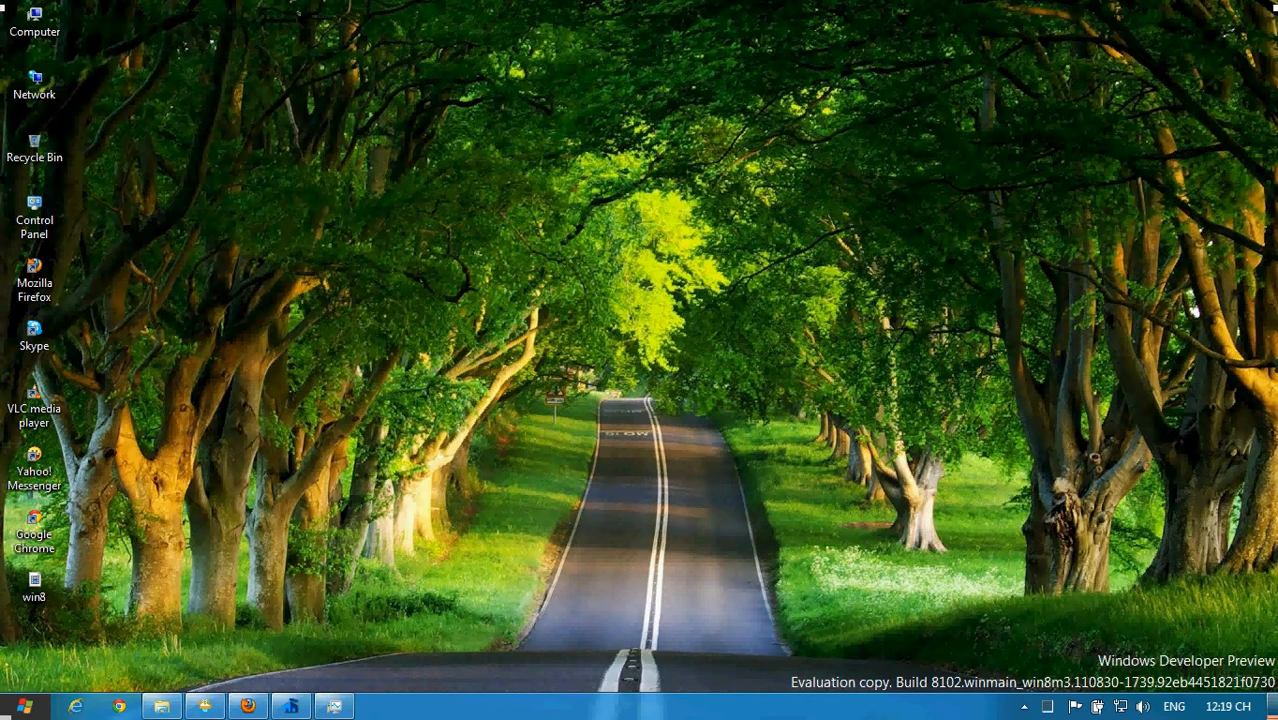 Computer
Network
Recycle Bin
Control
Panel
Mozilla
Firefox
Skype
VLC media
player
Yahoo!
Messenger
Google
Chrome
win8
SLOW
Windows Developer Preview
Evaluation copy. Build 8102.winmain_win8m3.110830-1739.92eb4451821f0730
ENG
12:19 CH